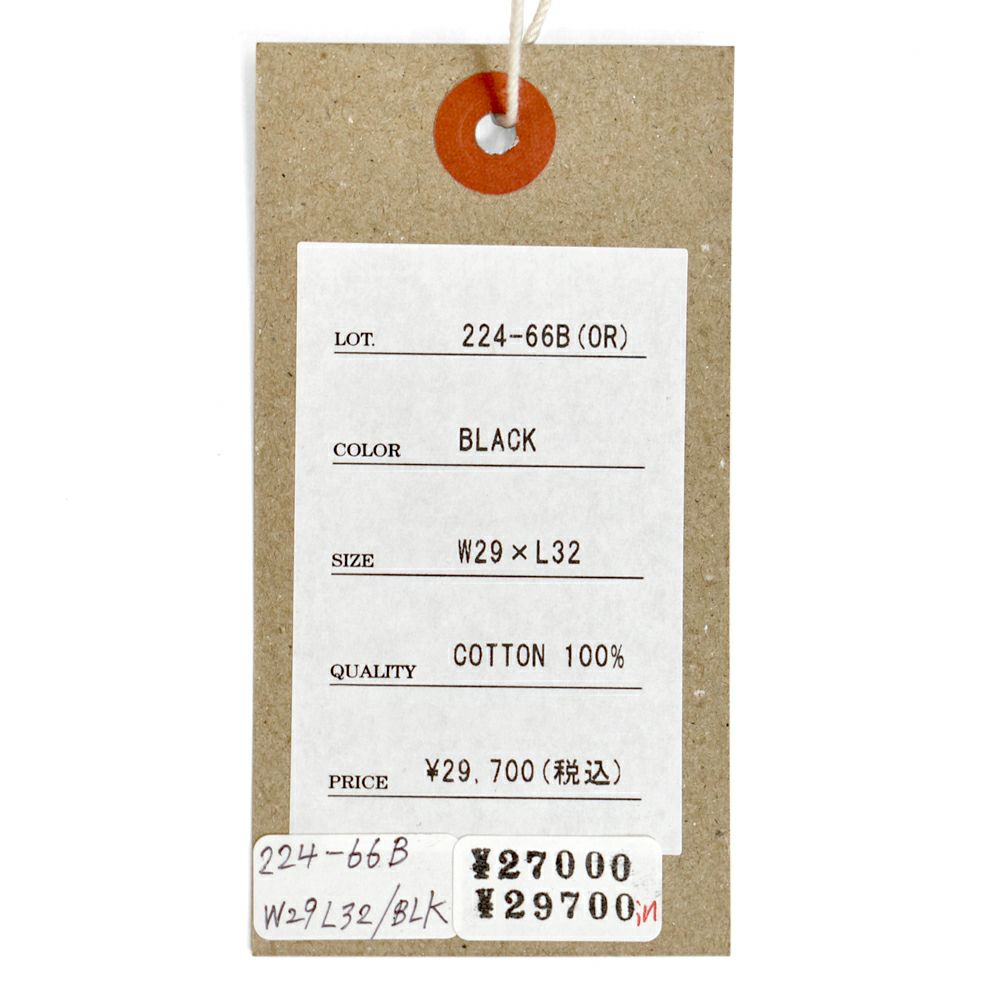 LOT. 224-66B(OR)
COLOR BLACK
SIZE W29×L32
QUALITY COTTON 100%
PRICE ¥29,700(税込)
224-66B
W29L32/BLK
¥27000
¥29700in